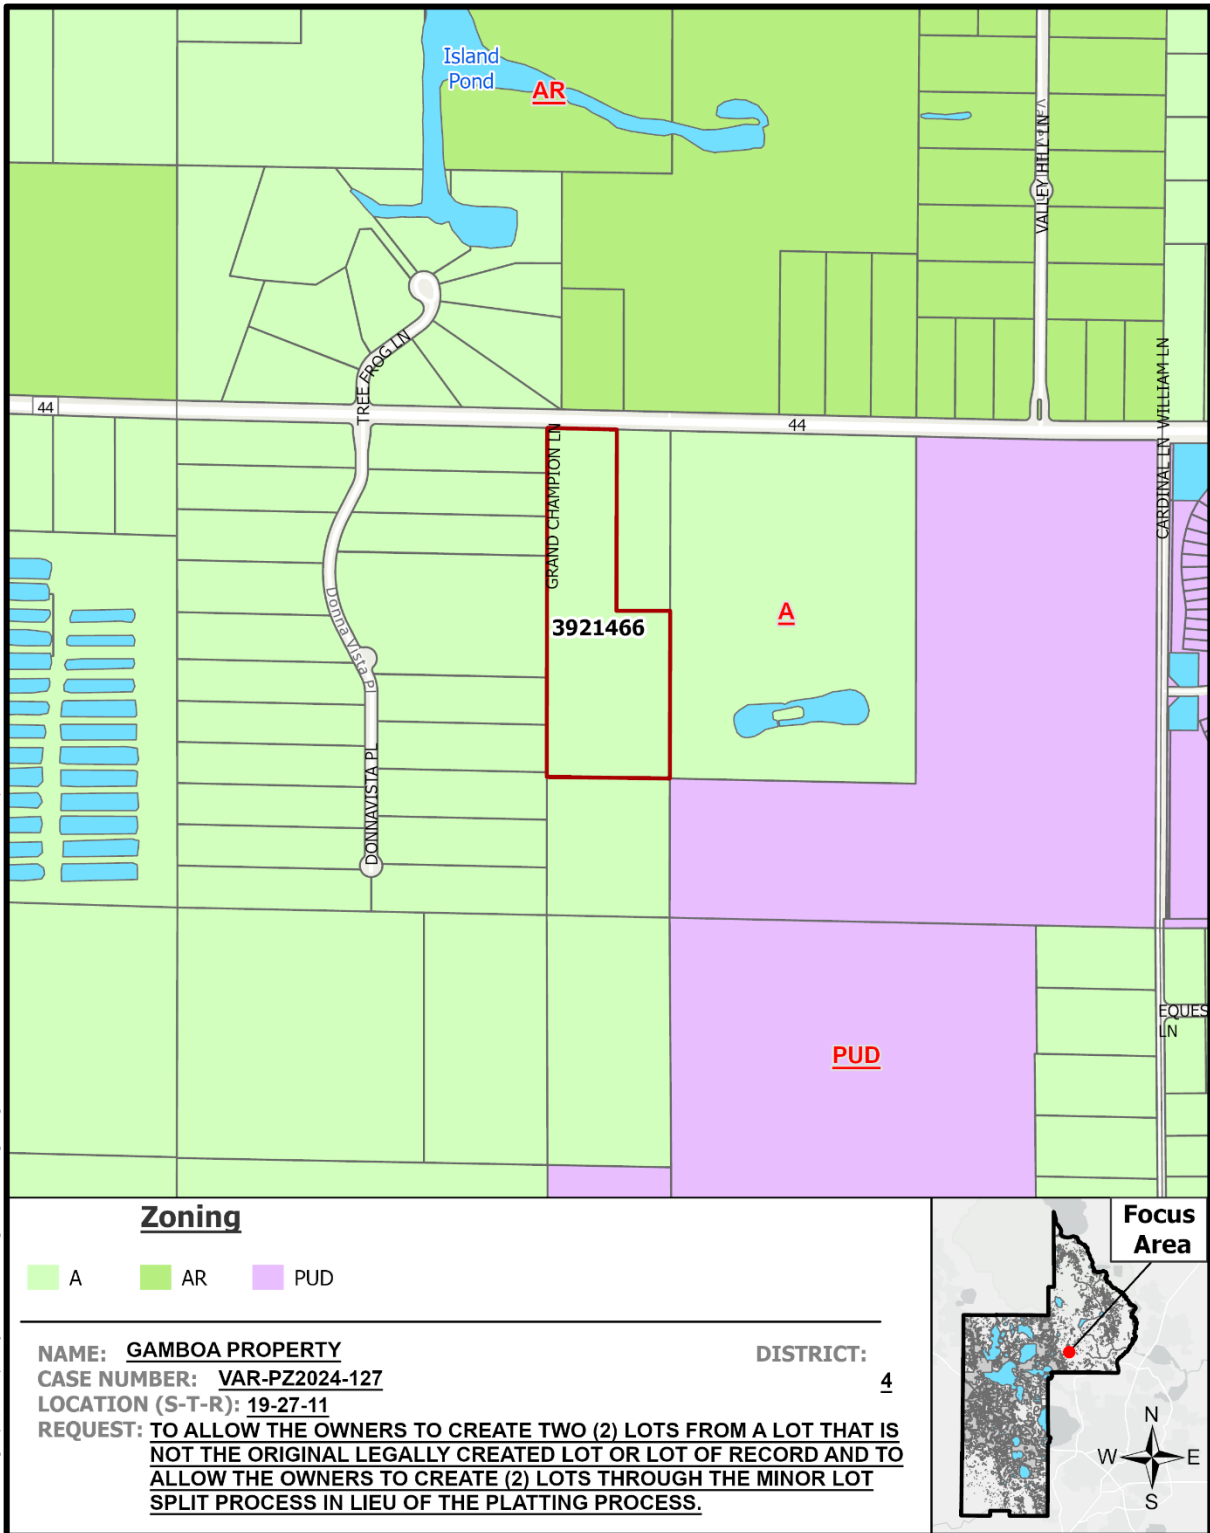 Island
Pond
AR
VALLEY HILL LN
TREE FROG LN
44
44
GRAND CHAMPION LN
CARDINAL LN WILLIAM LN
Donna Vista Pl
3921466
A
DONNAVISTA PL
EQUES
LN
PUD
Zoning
A AR PUD
Focus
Area
NAME: GAMBOA PROPERTY DISTRICT:
CASE NUMBER: VAR-PZ2024-127 4
LOCATION (S-T-R): 19-27-11
REQUEST: TO ALLOW THE OWNERS TO CREATE TWO (2) LOTS FROM A LOT THAT IS
NOT THE ORIGINAL LEGALLY CREATED LOT OR LOT OF RECORD AND TO
ALLOW THE OWNERS TO CREATE (2) LOTS THROUGH THE MINOR LOT
SPLIT PROCESS IN LIEU OF THE PLATTING PROCESS.
N
W E
S